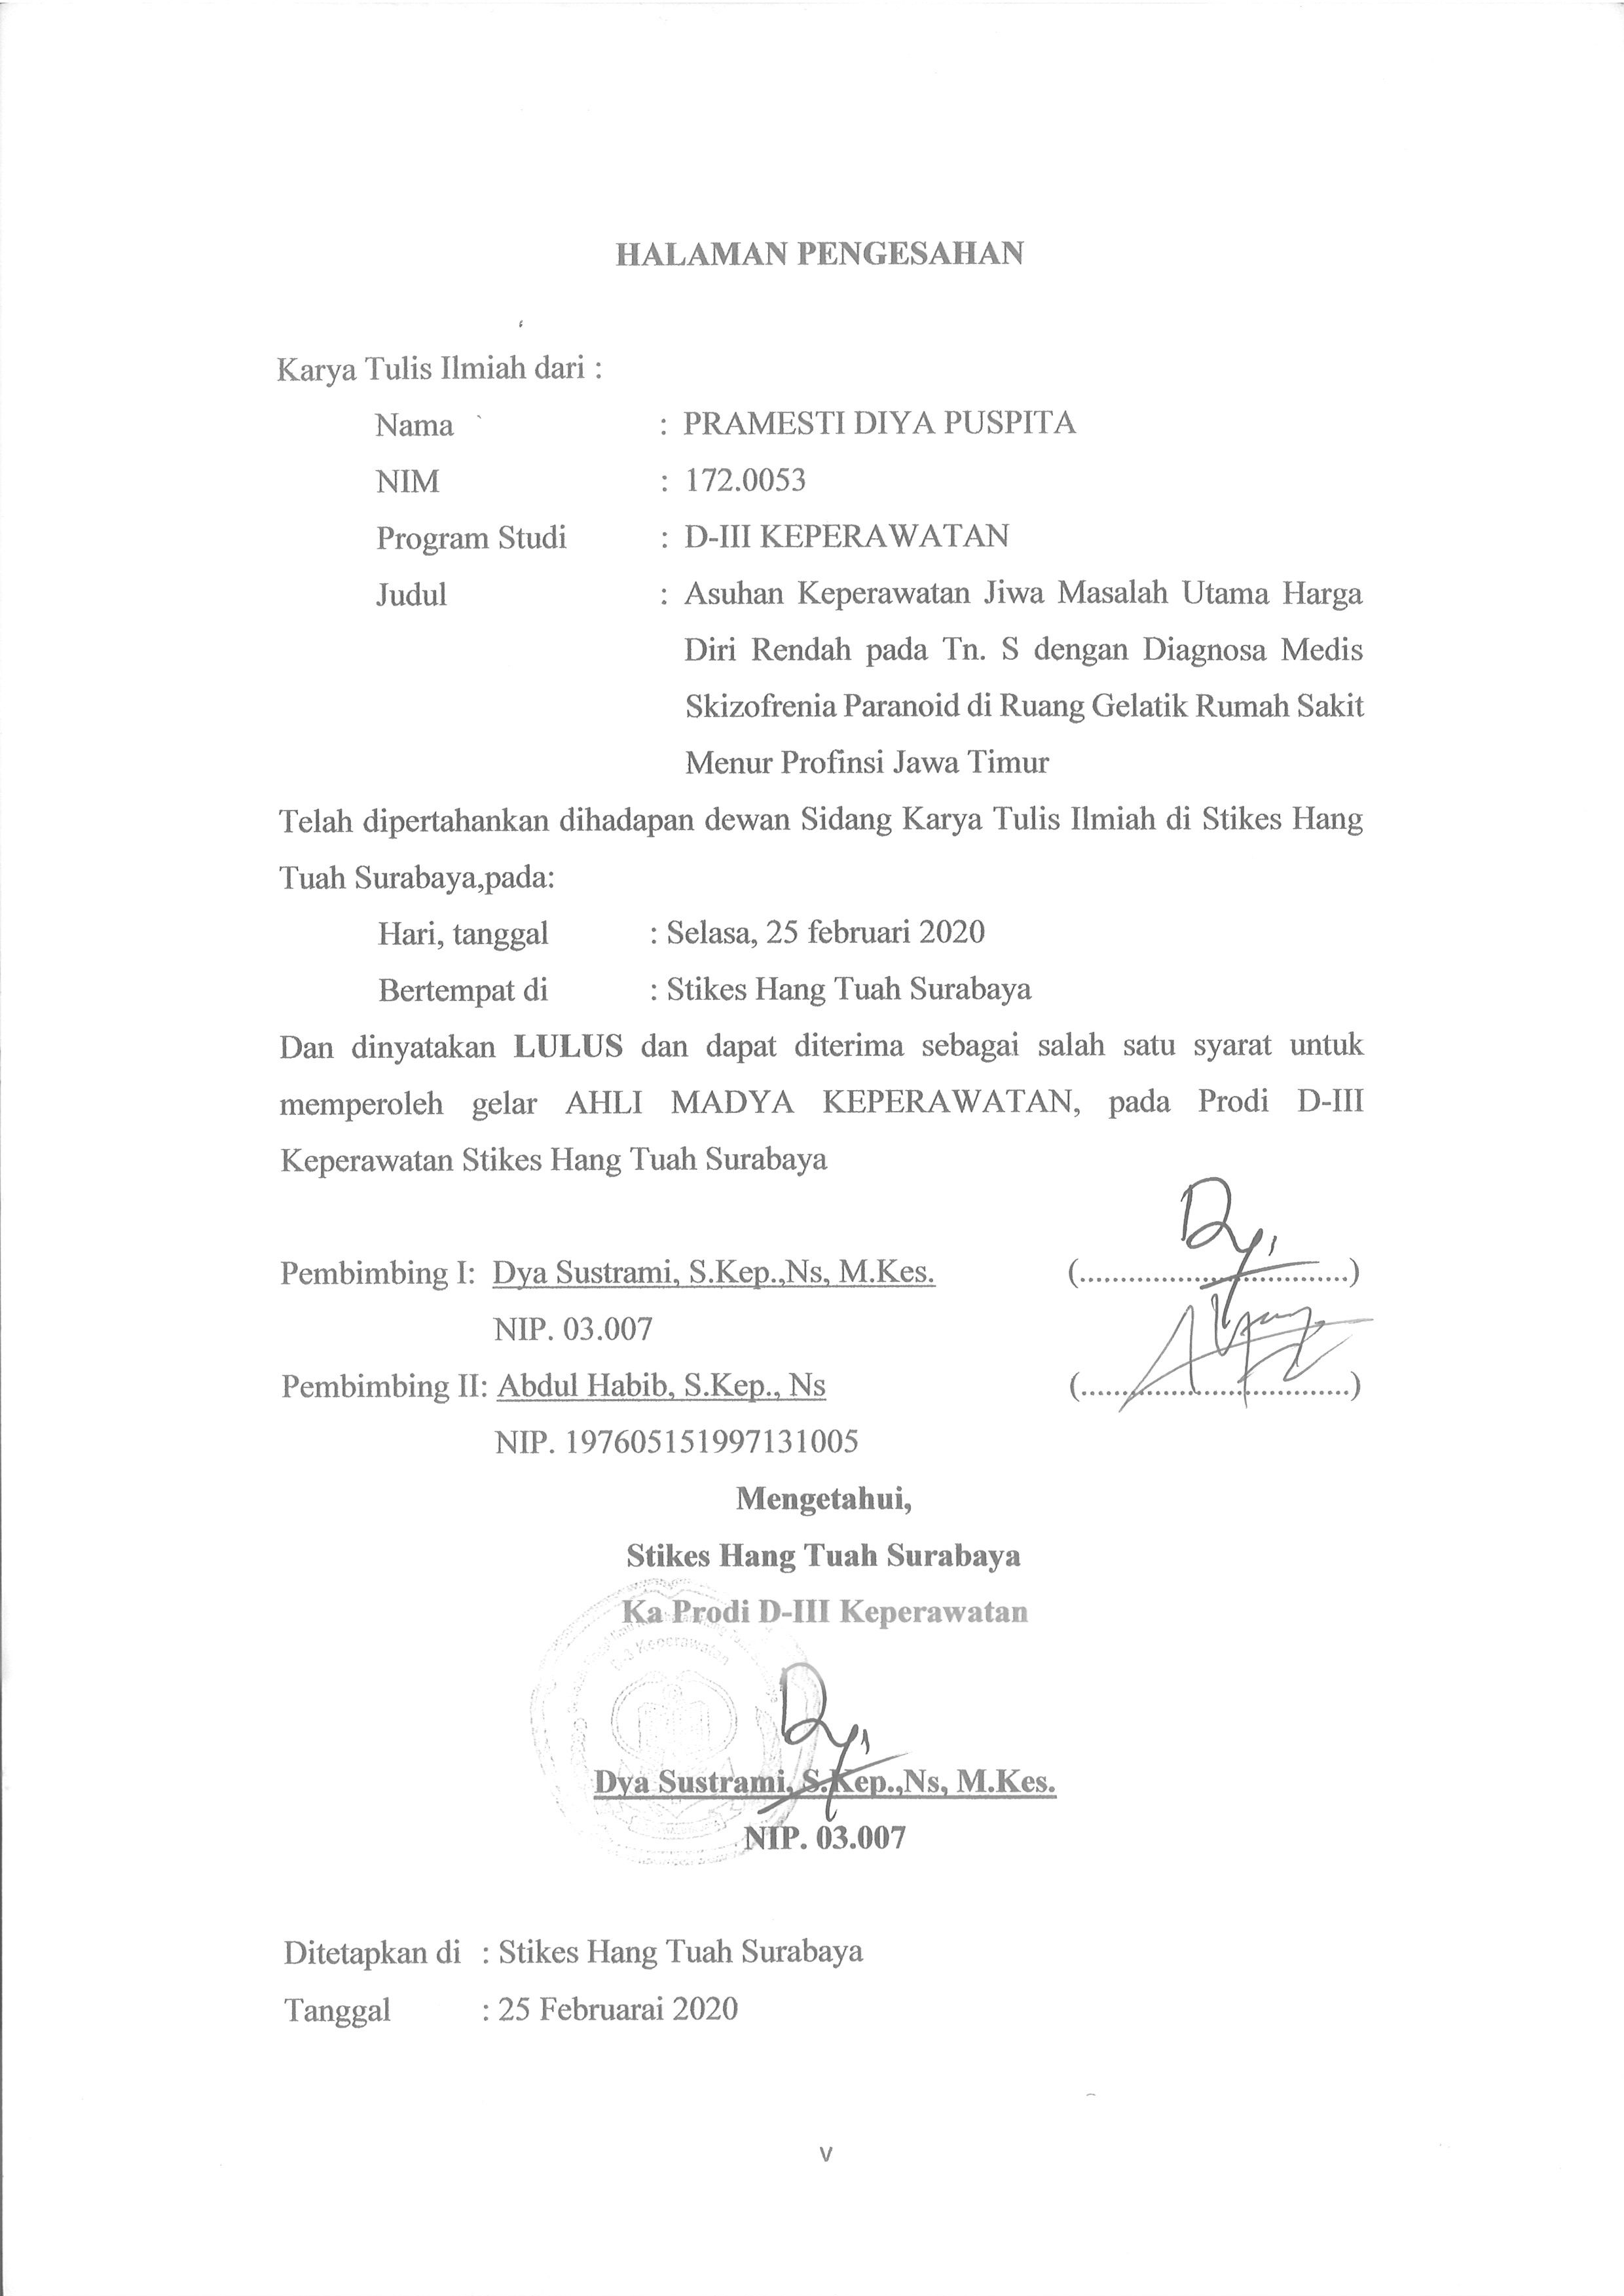 HALAMAN PENGESAHAN
Karya Tulis Ilmiah dari :
Nama : PRAMESTI DIYA PUSPITA
NIM : 172.0053
Program Studi : D-III KEPERAWATAN
Judul : Asuhan Keperawatan Jiwa Masalah Utama Harga
Diri Rendah pada Tn. S dengan Diagnosa Medis
Skizofrenia Paranoid di Ruang Gelatik Rumah Sakit
Menur Profinsi Jawa Timur
Telah dipertahankan dihadapan dewan Sidang Karya Tulis Ilmiah di Stikes Hang
Tuah Surabaya,pada:
Hari, tanggal : Selasa, 25 februari 2020
Bertempat di : Stikes Hang Tuah Surabaya
Dan dinyatakan LULUS dan dapat diterima sebagai salah satu syarat untuk
memperoleh gelar AHLI MADYA KEPERAWATAN, pada Prodi D-III
Keperawatan Stikes Hang Tuah Surabaya
Pembimbing I: Dya Sustrami, S.Kep.,Ns, M.Kes. (.................................)
NIP. 03.007
Pembimbing II: Abdul Habib, S.Kep., Ns (.................................)
NIP. 197605151997131005
Mengetahui,
Stikes Hang Tuah Surabaya
Ka Prodi D-III Keperawatan
Keperawatan
Dya Sustrami, S.Kep.,Ns, M.Kes.
NIP. 03.007
Ditetapkan di : Stikes Hang Tuah Surabaya
Tanggal : 25 Februarai 2020
v